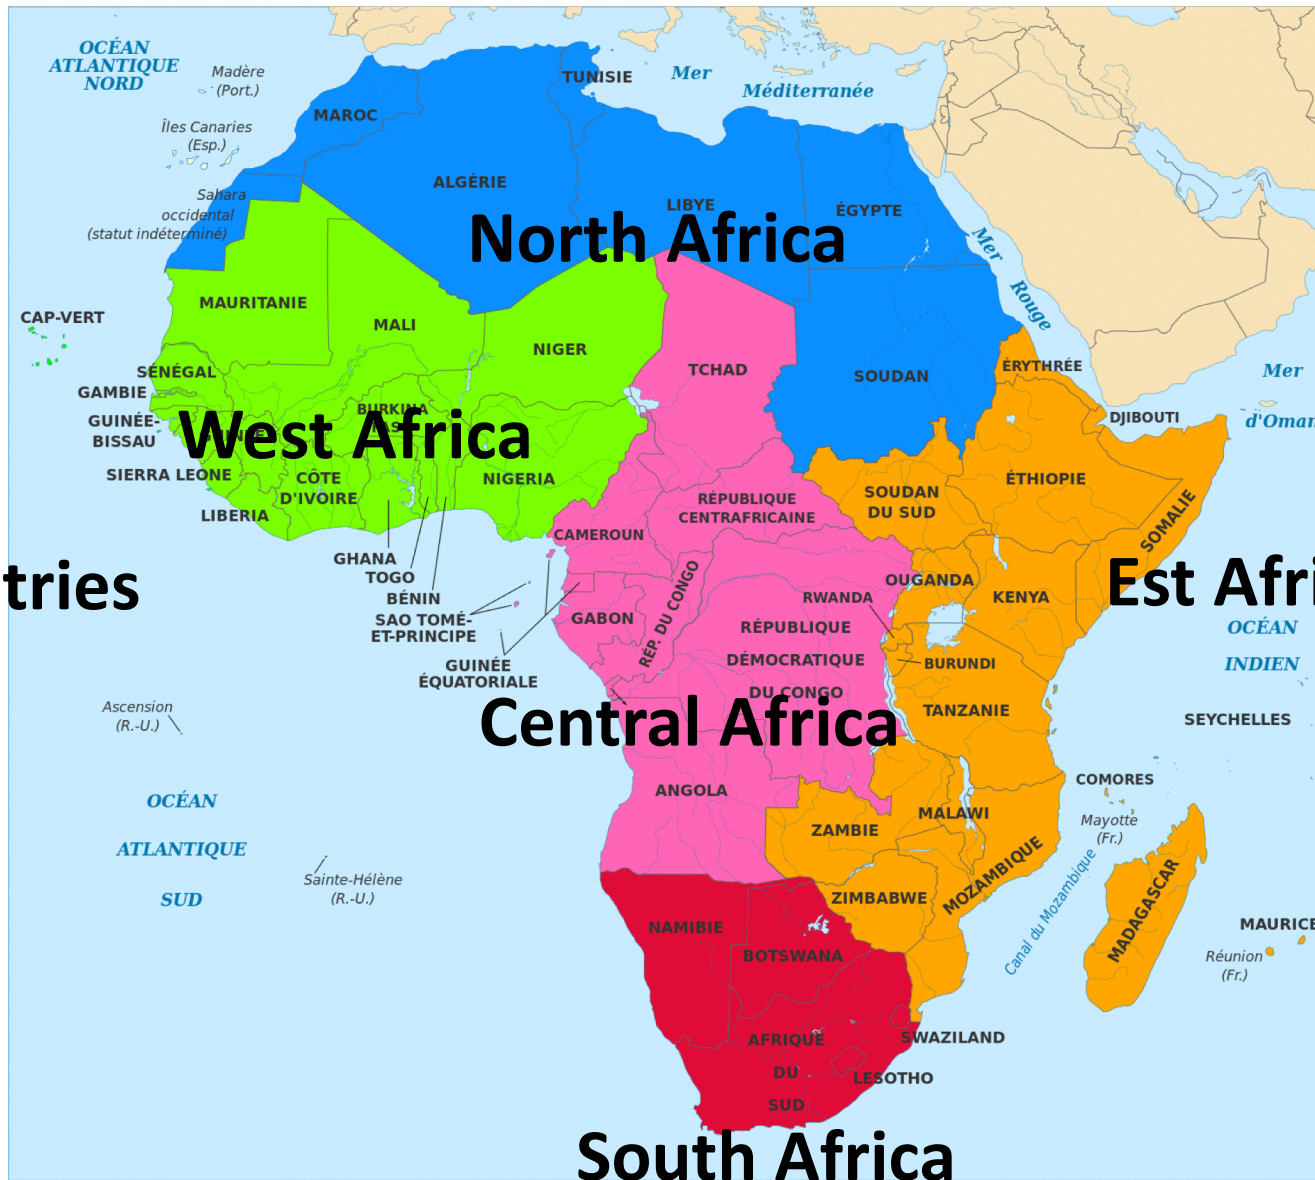 OCÉAN
ATLANTIQUE
NORD
Madère
(Port.)
Îles Canaries
(Esp.)
Mer
Méditerranée
TUNISIE
MAROC
ALGÉRIE
LIBYE
ÉGYPTE
Sahara
occidental
(statut indéterminé)
North Africa
Mer
Rouge
MAURITANIE
CAP-VERT
MALI
NIGER
TCHAD
SOUDAN
ÉRYTHRÉE
Mer
d'Oman
SÉNÉGAL
GAMBIE
GUINÉE-
BISSAU
BURKINA
West Africa
DJIBOUTI
SIERRA LEONE
CÔTE
D'IVOIRE
NIGERIA
LIBERIA
RÉPUBLIQUE
CENTRAFRICAINE
SOUDAN
DU SUD
ÉTHIOPIE
SOMALIE
GHANA
TOGO
BÉNIN
CAMEROUN
SAO TOMÉ-
ET-PRINCIPE
GUINÉE
ÉQUATORIALE
GABON
RÉP. DU CONGO
OUGANDA
RWANDA
KENYA
tries
Est Afri
OCÉAN
INDIEN
RÉPUBLIQUE
DÉMOCRATIQUE
DU CONGO
BURUNDI
TANZANIE
Central Africa
SEYCHELLES
Ascension
(R.-U.)
OCÉAN
ATLANTIQUE
SUD
Sainte-Hélène
(R.-U.)
ANGOLA
ZAMBIE
MALAWI
COMORES
Mayotte
(Fr.)
MOZAMBIQUE
Canal du Mozambique
MADAGASCAR
ZIMBABWE
NAMIBIE
BOTSWANA
MAURICE
Réunion
(Fr.)
AFRIQUE
DU
SUD
SWAZILAND
LESOTHO
South Africa